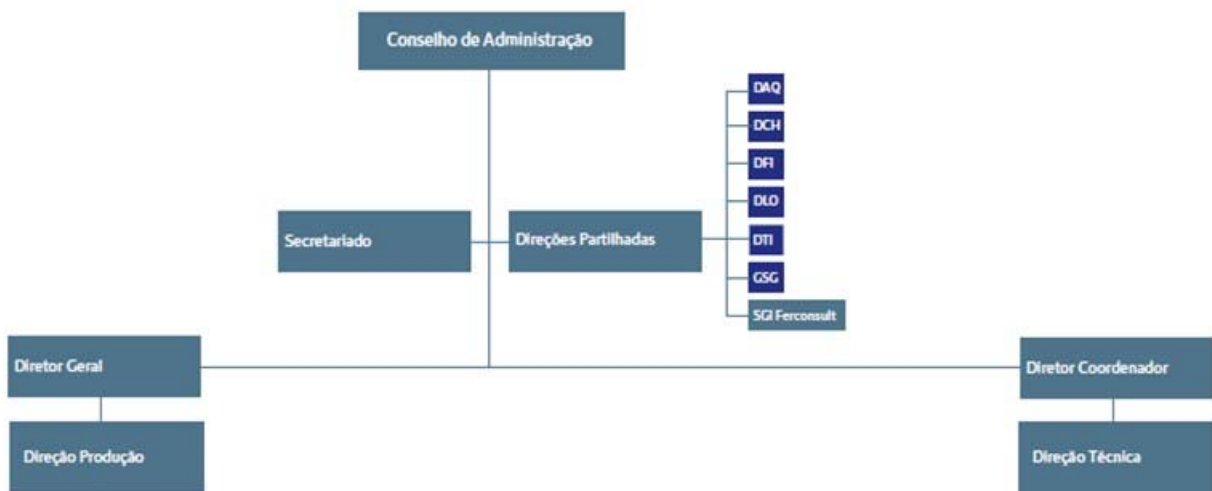 Conselho de Administração
DAQ
DCH
DFI
DLO
Secretariado
Direções Partilhadas
DTI
GSG
SGI Ferconsult
Diretor Geral
Diretor Coordenador
Direção Produção
Direção Técnica